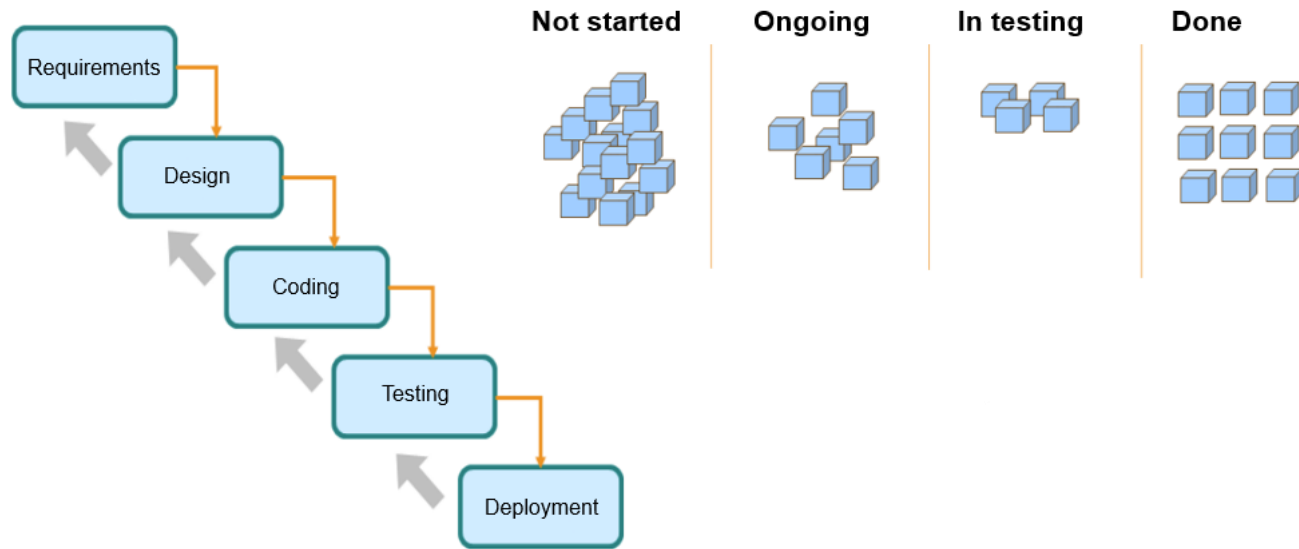 Not started
Ongoing
In testing
Done
Requirements
Design
Coding
Testing
Deployment